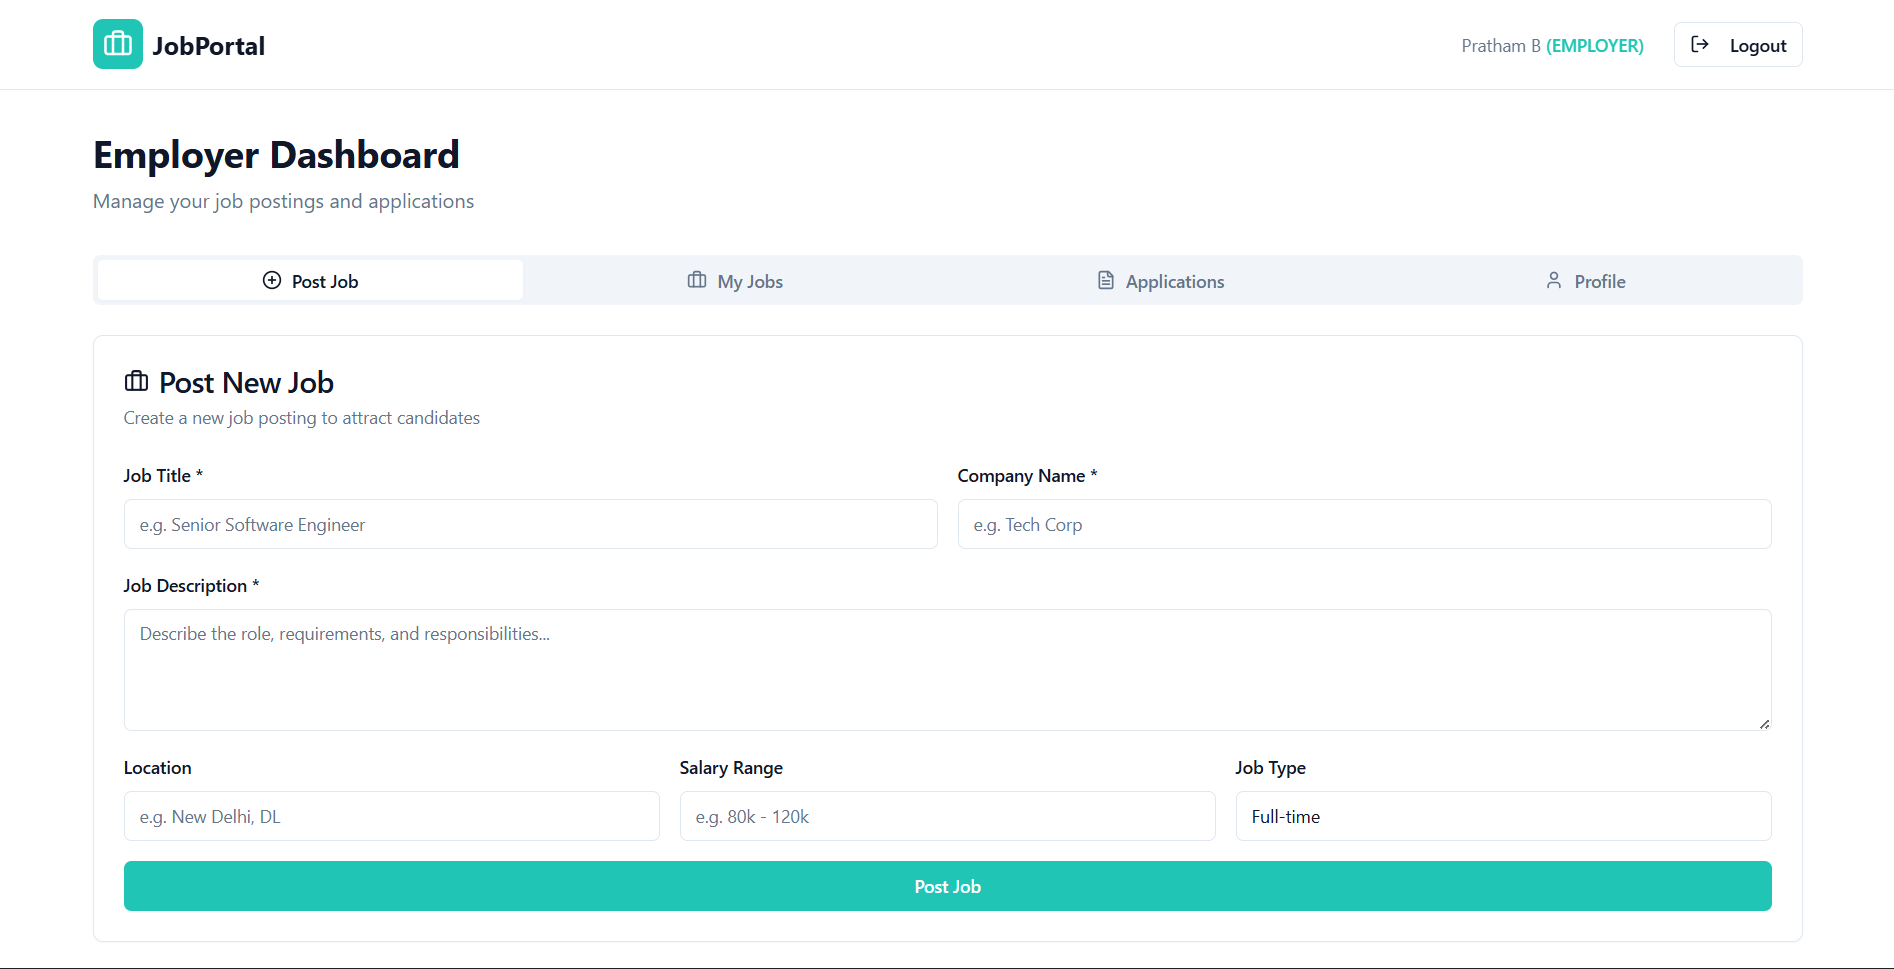 JobPortal
Pratham B (EMPLOYER)
Logout
Employer Dashboard
Manage your job postings and applications
Post Job
My Jobs
Applications
Profile
Post New Job
Create a new job posting to attract candidates
Job Title *
Company Name *
e.g. Senior Software Engineer
e.g. Tech Corp
Job Description *
Describe the role, requirements, and responsibilities...
Location
Salary Range
Job Type
e.g. New Delhi, DL
e.g. 80k - 120k
Full-time
Post Job